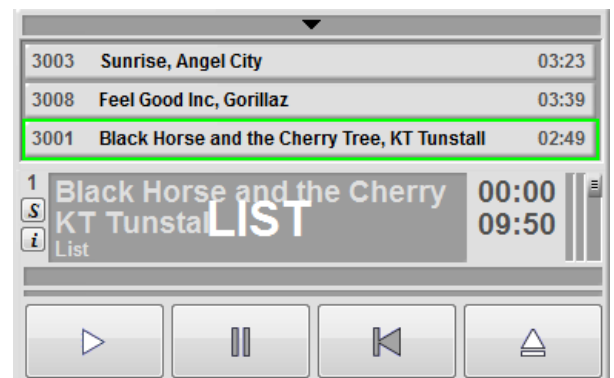 3003 Sunrise, Angel City 03:23
3008 Feel Good Inc, Gorillaz 03:39
3001 Black Horse and the Cherry Tree, KT Tunstall 02:49
1 Black Horse and the Cherry 00:00
S KT Tunstall LIST 09:50
i List